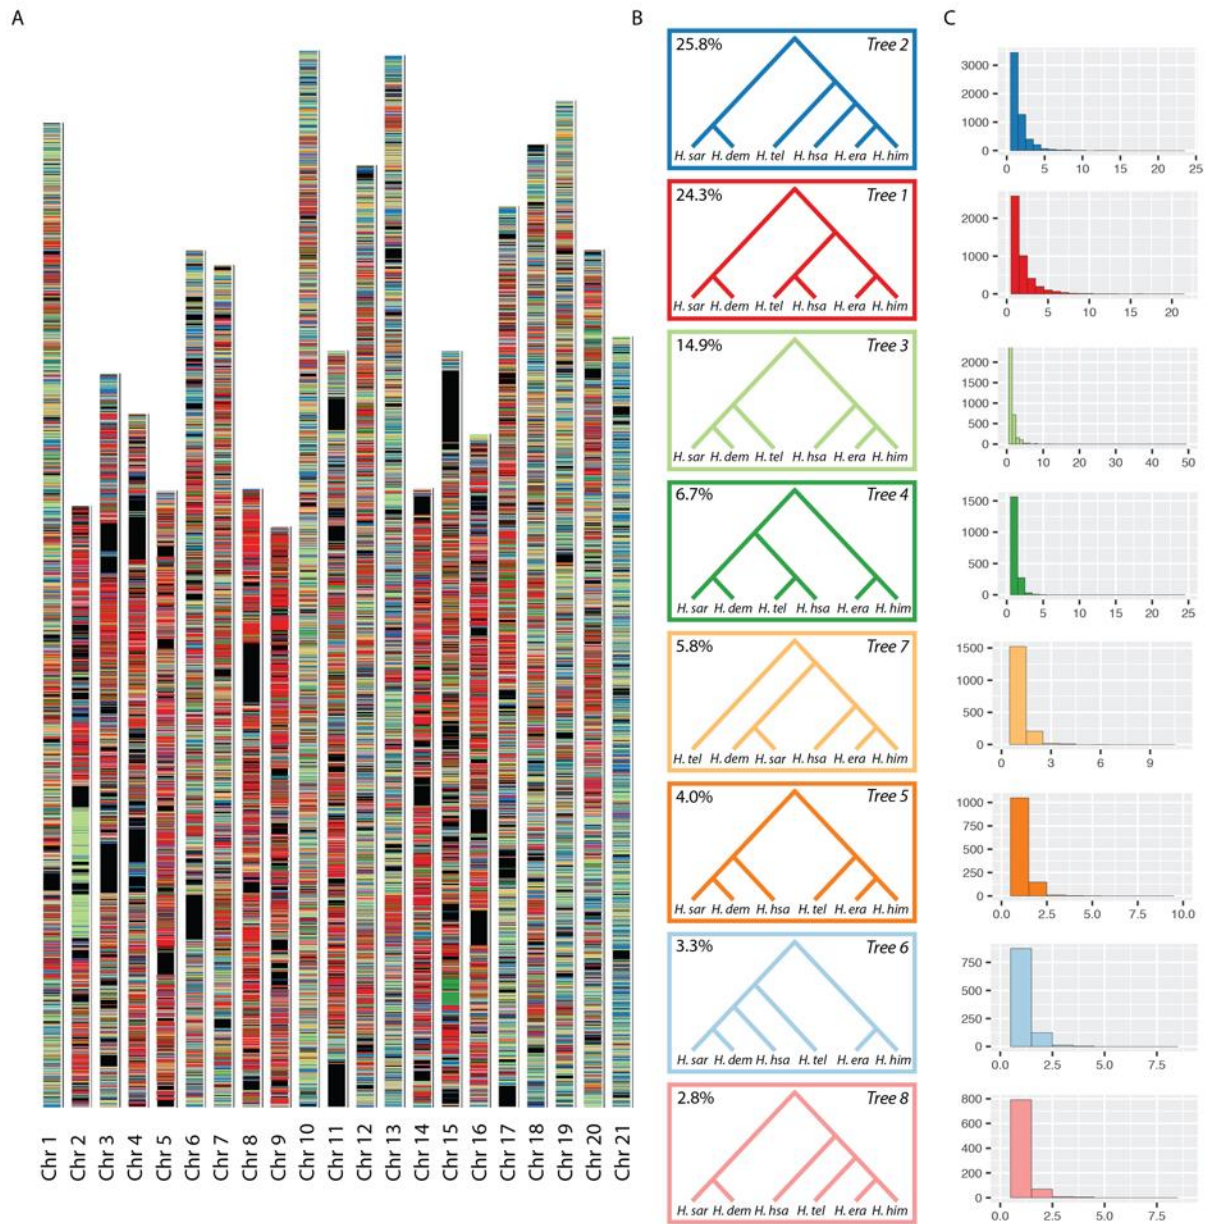 A
B
C
Chr 1
Chr 2
Chr 3
Chr 4
Chr 5
Chr 6
Chr 7
Chr 8
Chr 9
Chr 10
Chr 11
Chr 12
Chr 13
Chr 14
Chr 15
Chr 16
Chr 17
Chr 18
Chr 19
Chr 20
Chr 21
25.8% Tree 2
H. sar H. dem H. tel H. hsa H. era H. him
3000
2000
1000
0
0 5 10 15 20 25
24.3% Tree 1
H. sar H. dem H. tel H. hsa H. era H. him
2000
1000
0
0 5 10 15 20
14.9% Tree 3
H. sar H. dem H. tel H. hsa H. era H. him
2000
1500
1000
500
0
0 10 20 30 40 50
6.7% Tree 4
H. sar H. dem H. tel H. hsa H. era H. him
1500
1000
500
0
0 5 10 15 20 25
5.8% Tree 7
H. tel H. dem H. sar H. hsa H. era H. him
1500
1000
500
0
0 3 6 9
4.0% Tree 5
H. sar H. dem H. hsa H. tel H. era H. him
1000
750
500
250
0
0.0 2.5 5.0 7.5 10.0
3.3% Tree 6
H. sar H. dem H. hsa H. tel H. era H. him
750
500
250
0
0.0 2.5 5.0 7.5
2.8% Tree 8
H. sar H. dem H. hsa H. tel H. era H. him
800
600
400
200
0
0.0 2.5 5.0 7.5